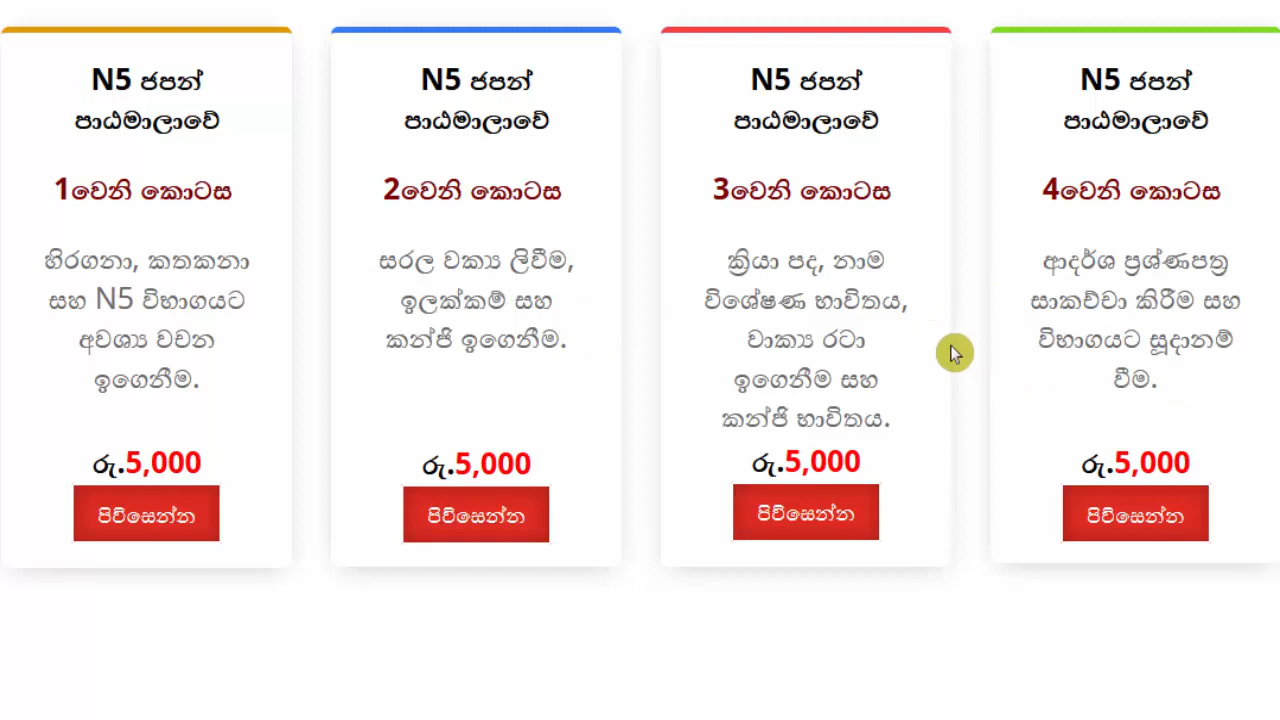 N5 ජපන්
පාඨමාලාවේ
1වෙනි කොටස
හිරගනා, කතකනා
සහ N5 විභාගයට
අවශ්‍ය වචන
ඉගෙනීම.
රු.5,000
පිවිසෙන්න
N5 ජපන්
පාඨමාලාවේ
2වෙනි කොටස
සරල වක්‍ය ලිවීම,
ඉලක්කම් සහ
කන්ජි ඉගෙනීම.
රු.5,000
පිවිසෙන්න
N5 ජපන්
පාඨමාලාවේ
3වෙනි කොටස
ක්‍රියා පද, නාම
විශේෂණ භාවිතය,
වාක්‍ය රටා
ඉගෙනීම සහ
කන්ජි භාවිතය.
රු.5,000
පිවිසෙන්න
N5 ජපන්
පාඨමාලාවේ
4වෙනි කොටස
ආදර්ශ ප්‍රශ්ණපත්‍ර
සාකච්චා කිරීම සහ
විභාගයට සූදානම්
වීම.
රු.5,000
පිවිසෙන්න